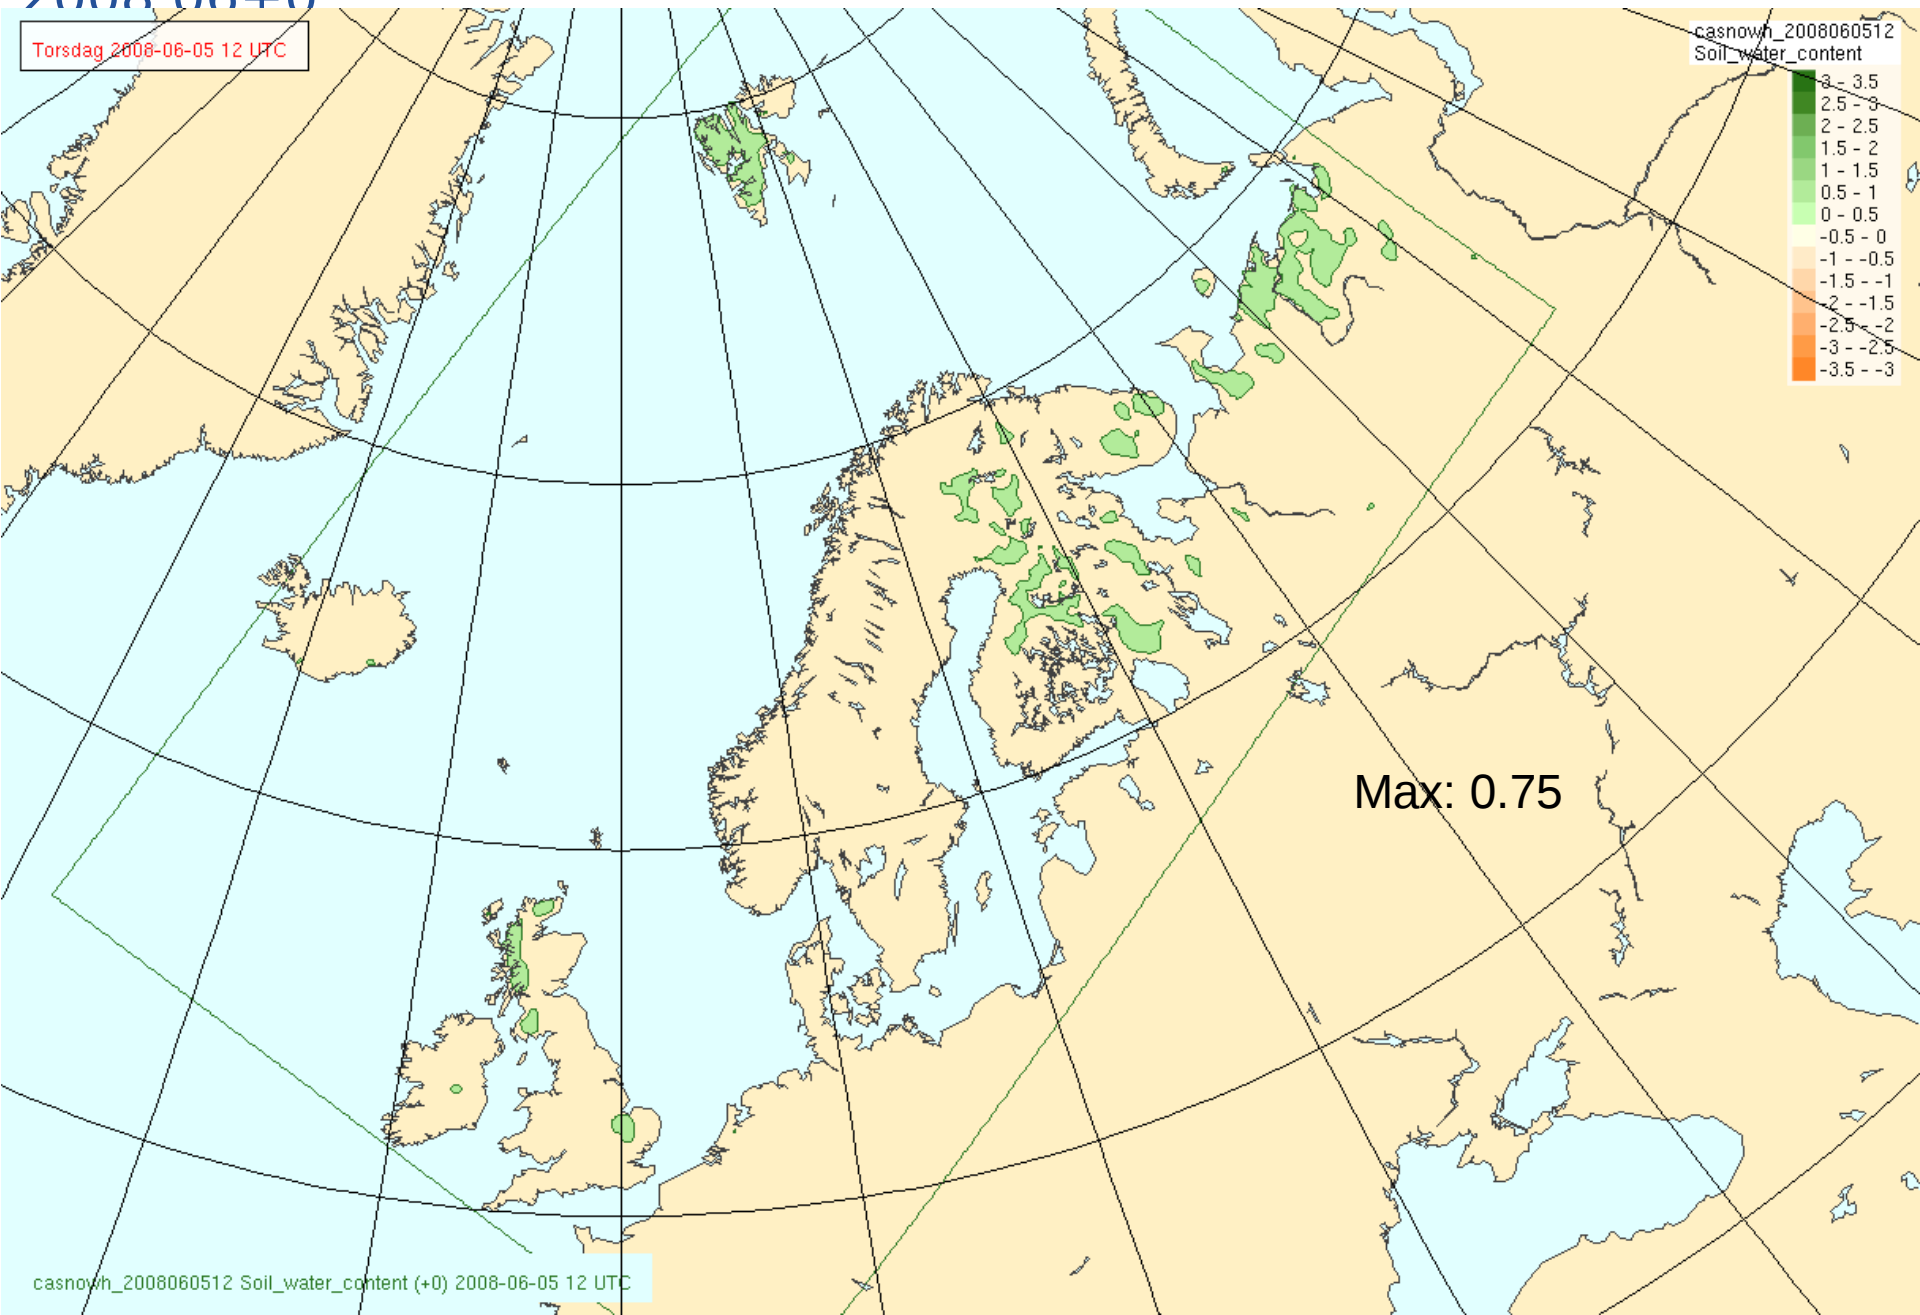 Torsdag 2008-06-05 12 UTC
casnowh_2008060512
Soil_water_content
3 - 3.5
2.5 - 3
2 - 2.5
1.5 - 2
1 - 1.5
0.5 - 1
0 - 0.5
-0.5 - 0
-1 - -0.5
-1.5 - -1
-2 - -1.5
-2.5 - -2
-3 - -2.5
-3.5 - -3
Max: 0.75
casnowh_2008060512 Soil_water_content (+0) 2008-06-05 12 UTC